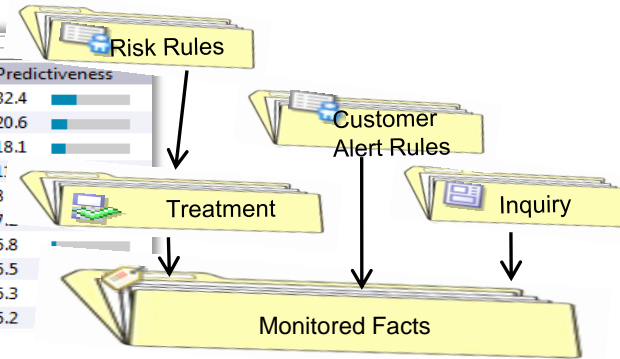 Risk Rules
Predictiveness
32.4
20.6
18.1
Customer
Alert Rules
Treatment
Inquiry
5.8
5.5
5.3
5.2
Monitored Facts